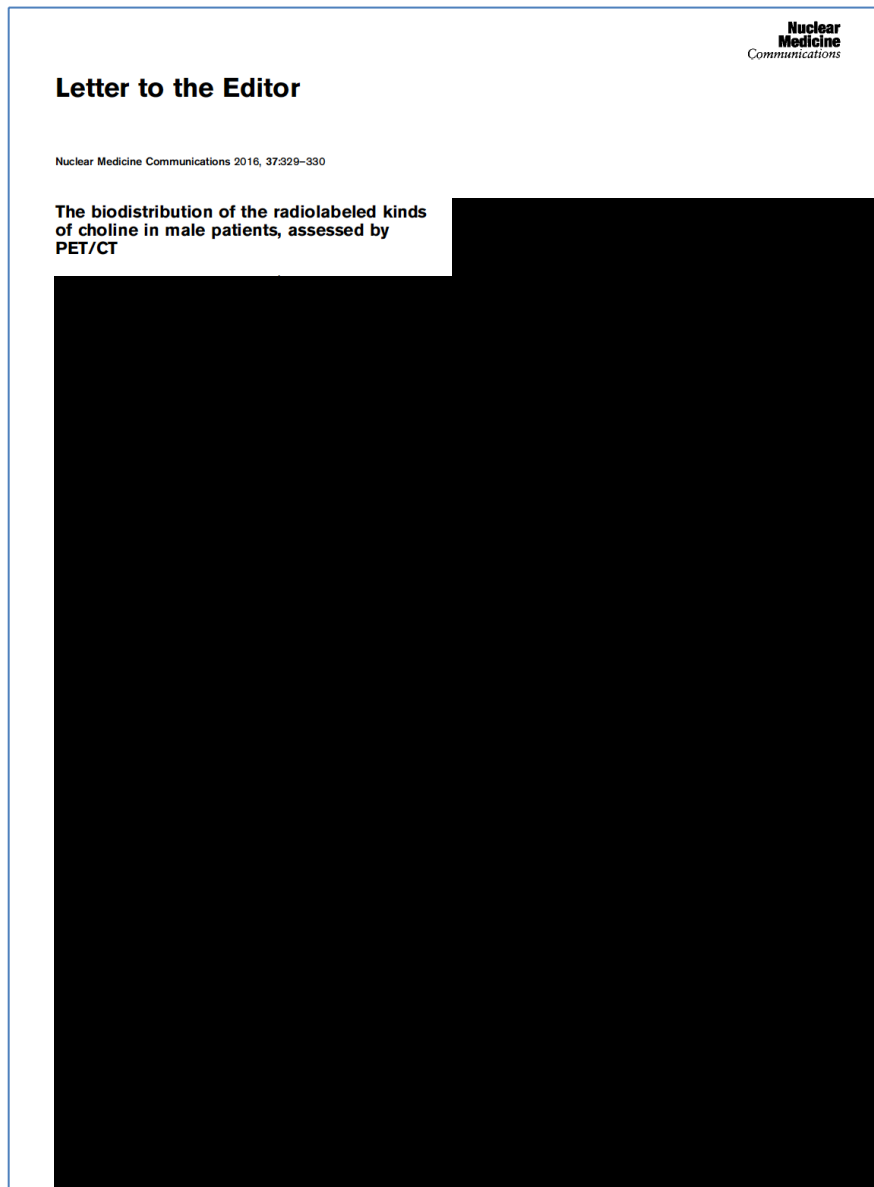 Nuclear
Medicine
Communications
Letter to the Editor
Nuclear Medicine Communications 2016, 37:329–330
The biodistribution of the radiolabeled kinds
of choline in male patients, assessed by
PET/CT